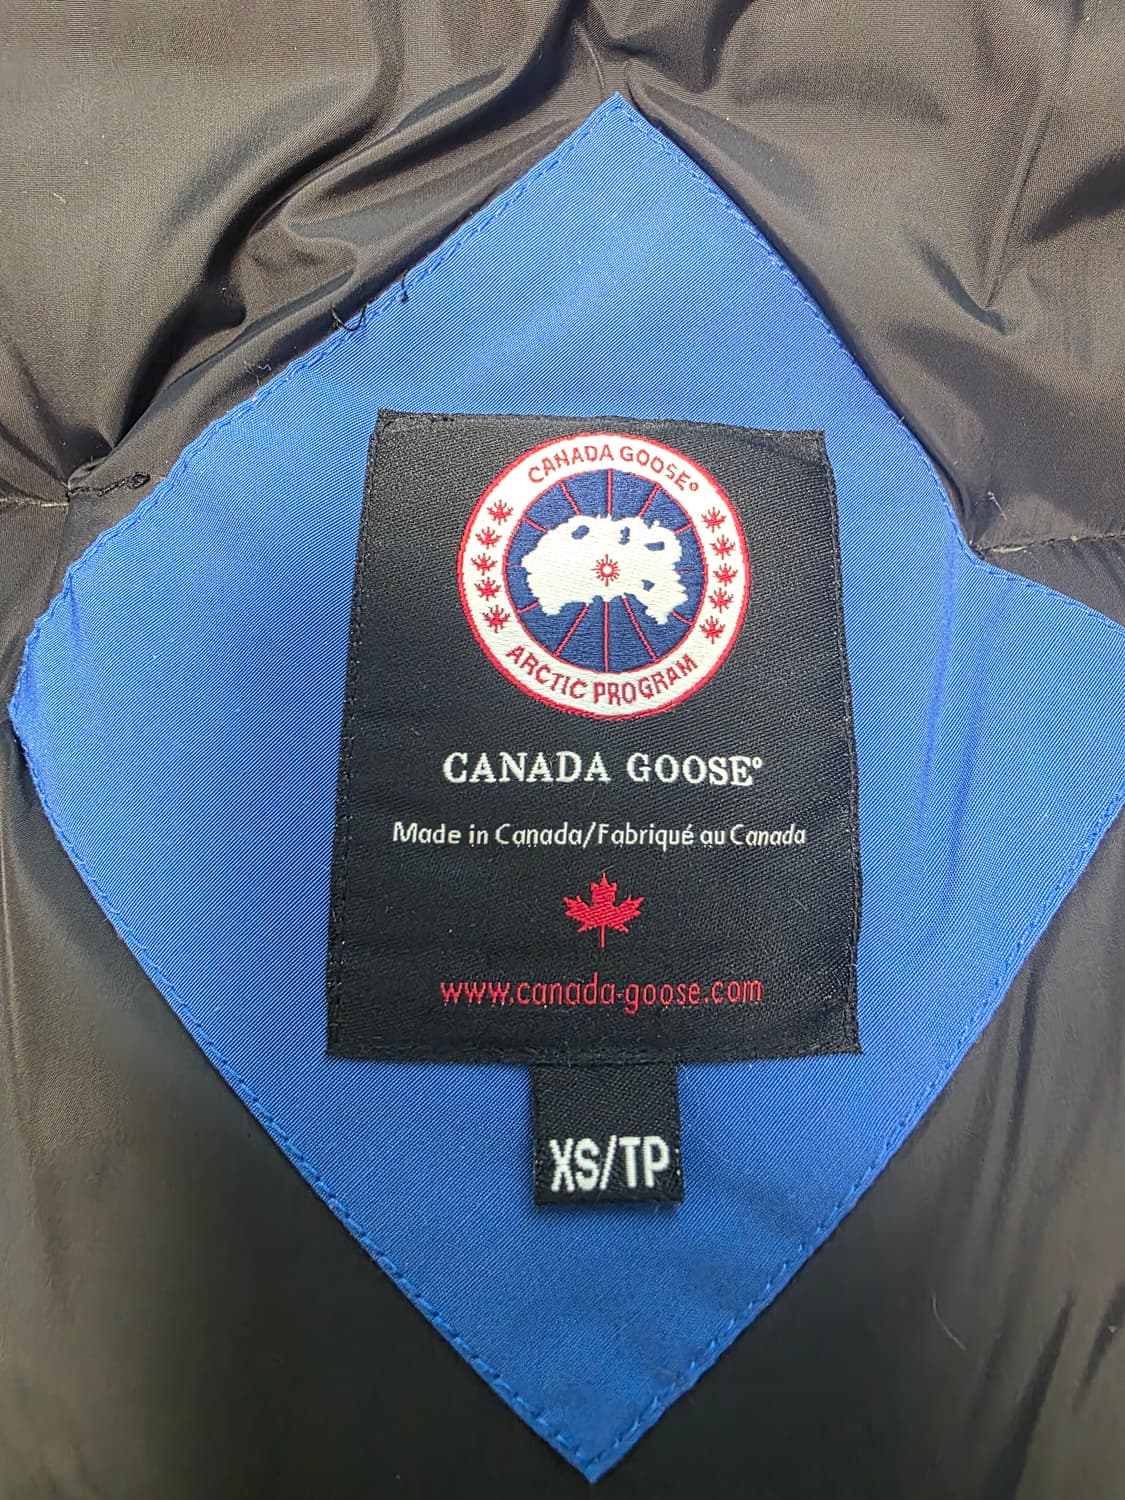 CANADA GOOSE®
ARCTIC PROGRAM
CANADA GOOSE®
Made in Canada/Fabriqué au Canada
www.canada-goose.com
XS/TP